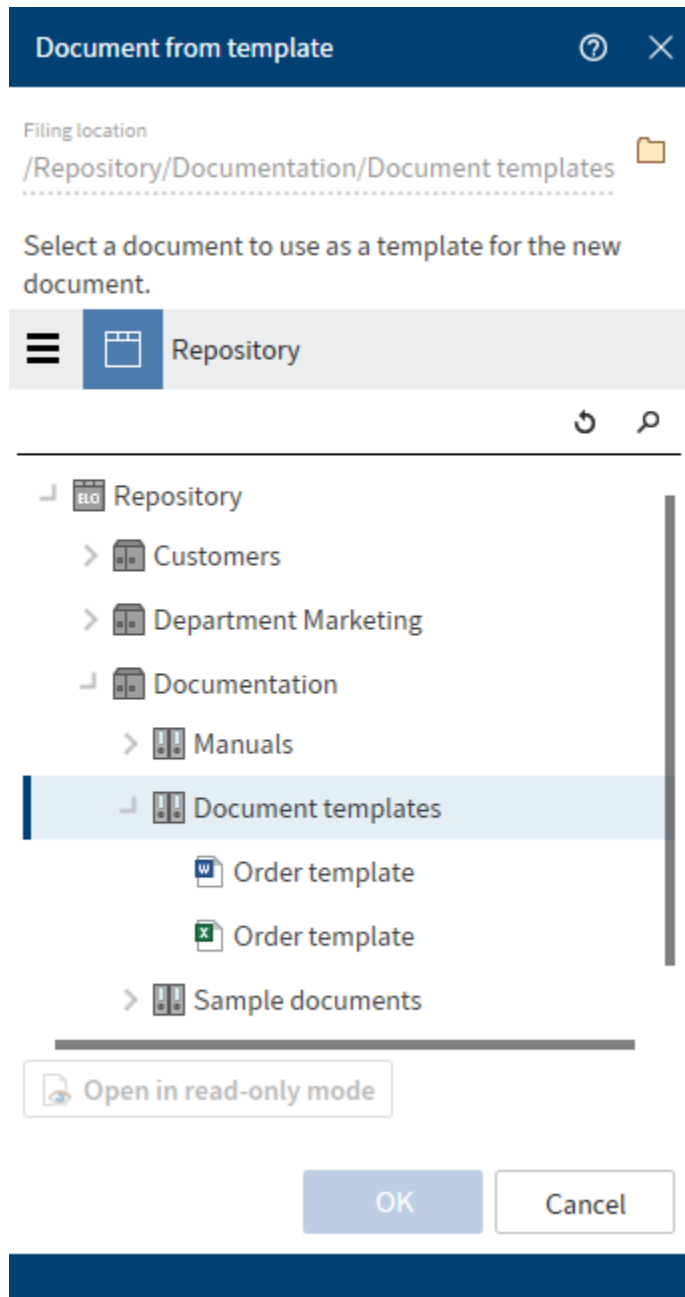 Document from template
Filing location
/Repository/Documentation/Document templates
Select a document to use as a template for the new
document.
Repository
ELO Repository
Customers
Department Marketing
Documentation
Manuals
Document templates
W Order template
X Order template
Sample documents
Open in read-only mode
OK Cancel